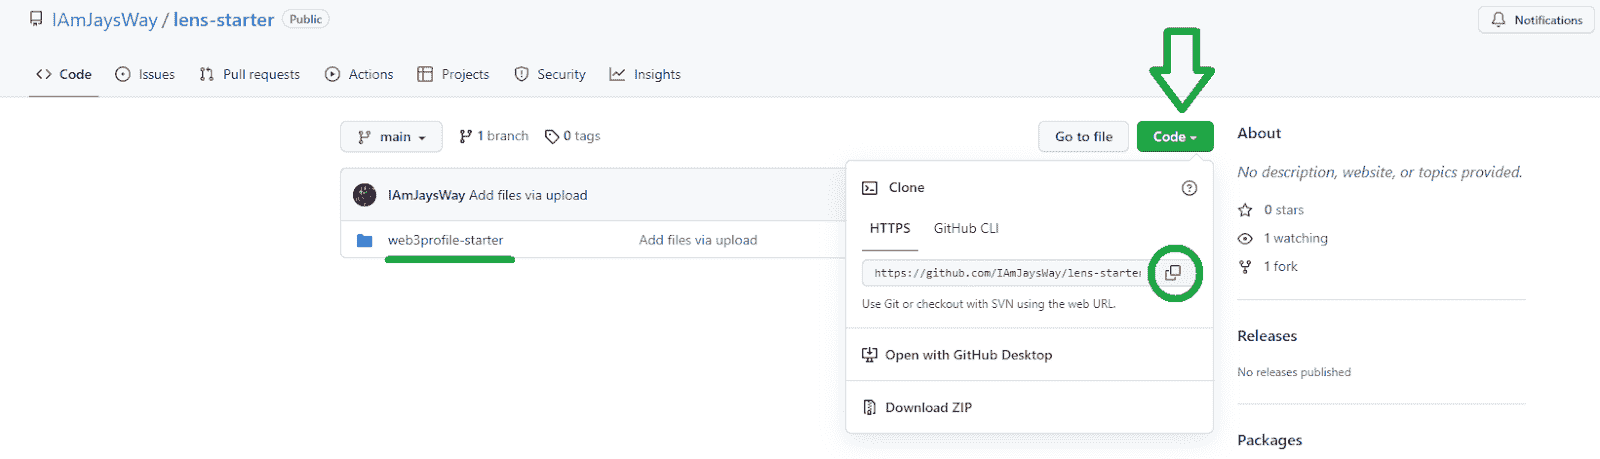 IAmJaysWay / lens-starter Public
Notifications
Code Issues Pull requests Actions Projects Security Insights
main 1 branch 0 tags Go to file Code
IAmJaysWay Add files via upload
web3profile-starter Add files via upload
Clone
HTTPS GitHub CLI
https://github.com/IAmJaysWay/lens-starter
Use Git or checkout with SVN using the web URL.
Open with GitHub Desktop
Download ZIP
About
No description, website, or topics provided.
0 stars
1 watching
1 fork
Releases
No releases published
Packages